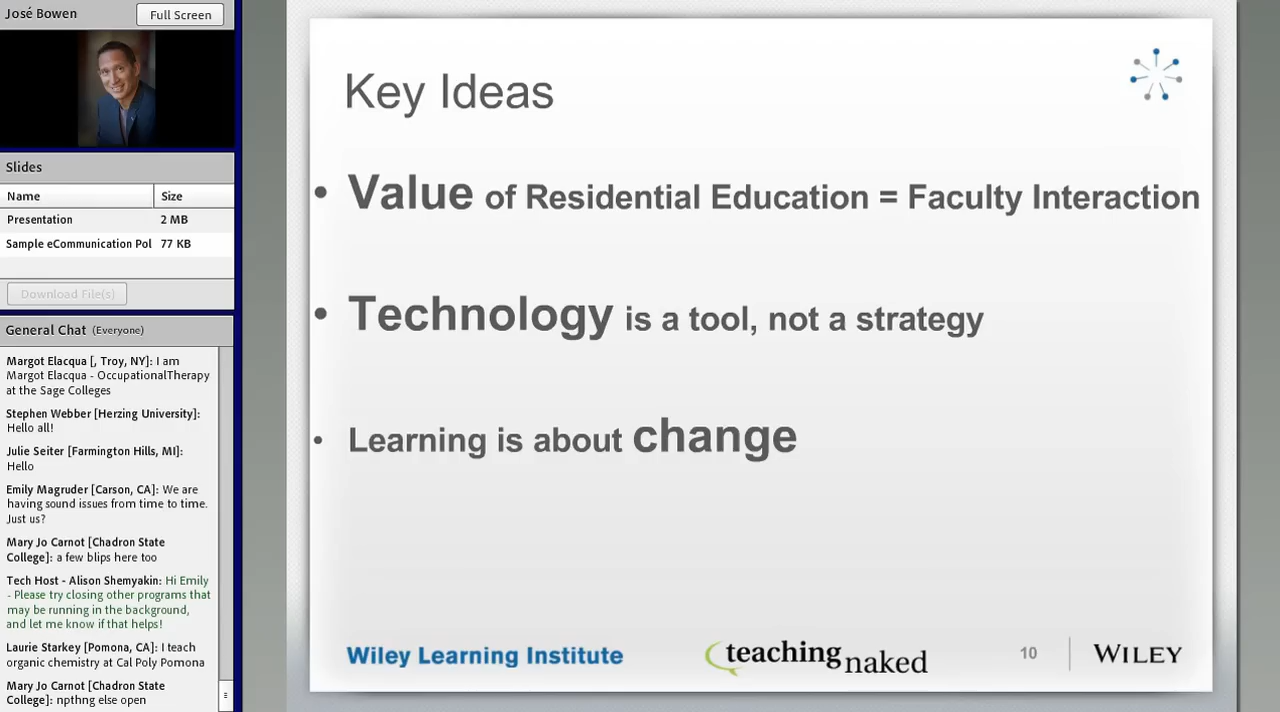 José Bowen
Full Screen
Slides
Name Size
Presentation 2 MB
Sample eCommunication Pol 77 KB
Download File(s)
General Chat (Everyone)
Margot Elacqua [, Troy, NY]: I am
Margot Elacqua - OccupationalTherapy
at the Sage Colleges
Stephen Webber [Herzing University]:
Hello all!
Julie Seiter [Farmington Hills, MI]:
Hello
Emily Magruder [Carson, CA]: We are
having sound issues from time to time.
Just us?
Mary Jo Carnot [Chadron State
College]: a few blips here too
Tech Host - Alison Shemyakin: Hi Emily
- Please try closing other programs that
may be running in the background,
and let me know if that helps!
Laurie Starkey [Pomona, CA]: I teach
organic chemistry at Cal Poly Pomona
Mary Jo Carnot [Chadron State
College]: npthng else open
Key Ideas
• Value of Residential Education = Faculty Interaction
• Technology is a tool, not a strategy
• Learning is about change
Wiley Learning Institute
teaching naked
10
WILEY